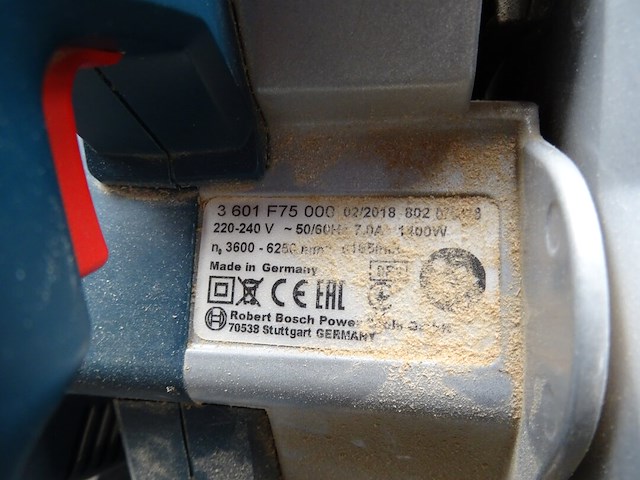 3 601 F75 000 02/2018 802
220-240 V ~ 50/60Hz 7.0A 1400W
n₀ 3600 - 6250
Made in Germany
CE EHC
Robert Bosch Power
70538 Stuttgart GERMANY